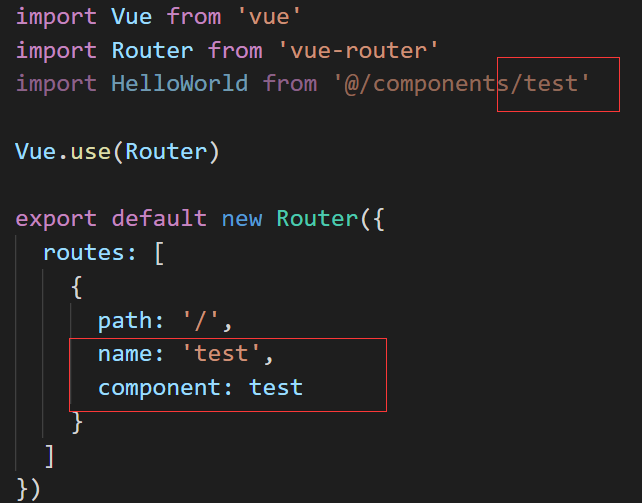 import Vue from 'vue'
import Router from 'vue-router'
import HelloWorld from '@/components/test'
Vue.use(Router)
export default new Router({
routes: [
{
path: '/',
name: 'test',
component: test
}
]
})